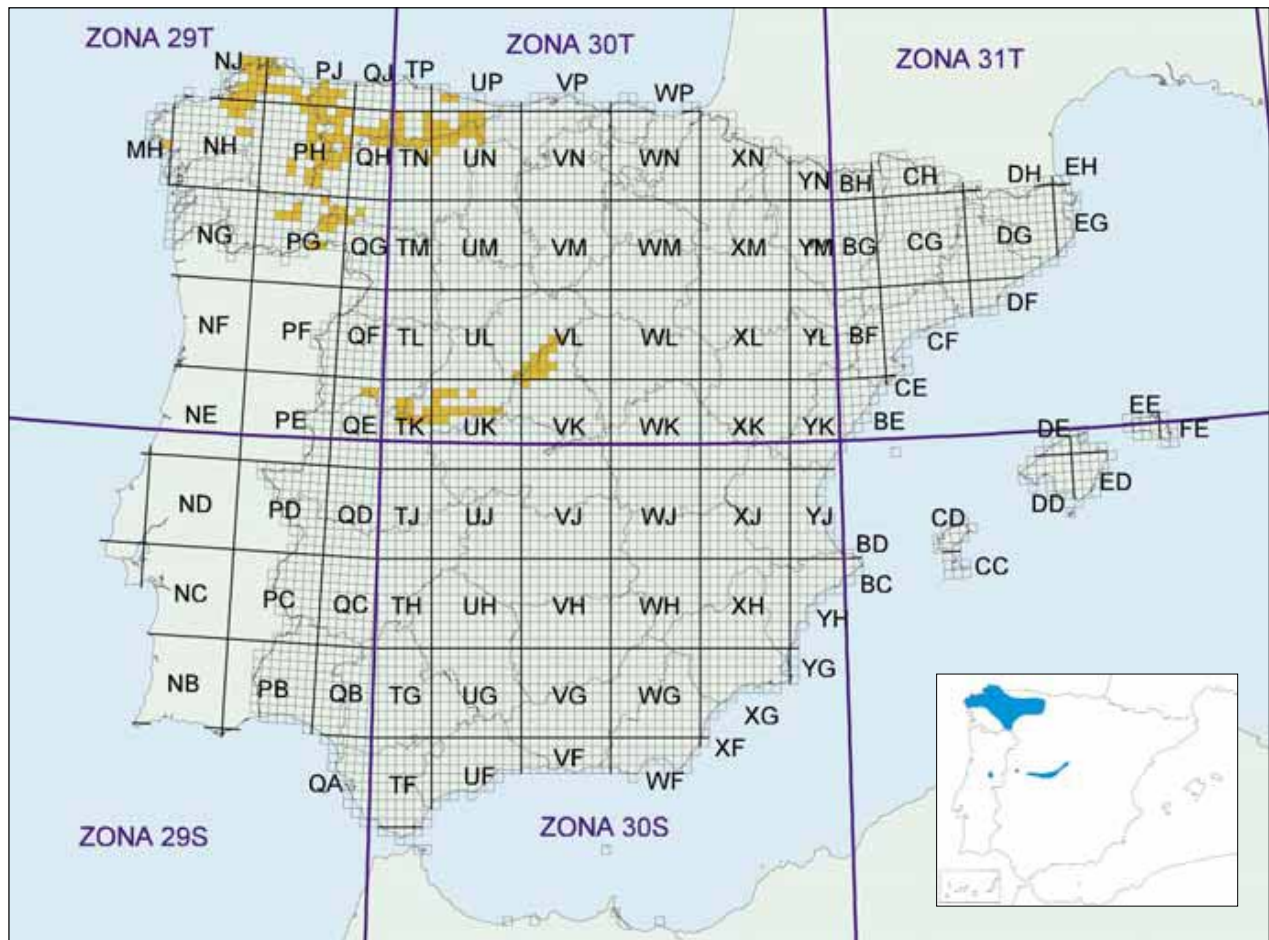 ZONA 29T
ZONA 30T
ZONA 31T
NJ
PJ
QJ
TP
UP
VP
WP
MH
NH
PH
QH
TN
UN
VN
WN
XN
YN
BH
CH
DH
EH
NG
PG
QG
TM
UM
VM
WM
XM
YM
BG
CG
DG
EG
NF
PF
QF
TL
UL
VL
WL
XL
YL
BF
CF
DF
NE
PE
QE
TK
UK
VK
WK
XK
YK
BE
CE
DE
EE
FE
ND
PD
QD
TJ
UJ
VJ
WJ
XJ
YJ
BD
CD
DD
ED
NC
PC
QC
TH
UH
VH
WH
XH
YH
BC
CC
NB
PB
QB
TG
UG
VG
WG
XG
YG
QA
TF
UF
VF
WF
XF
ZONA 29S
ZONA 30S